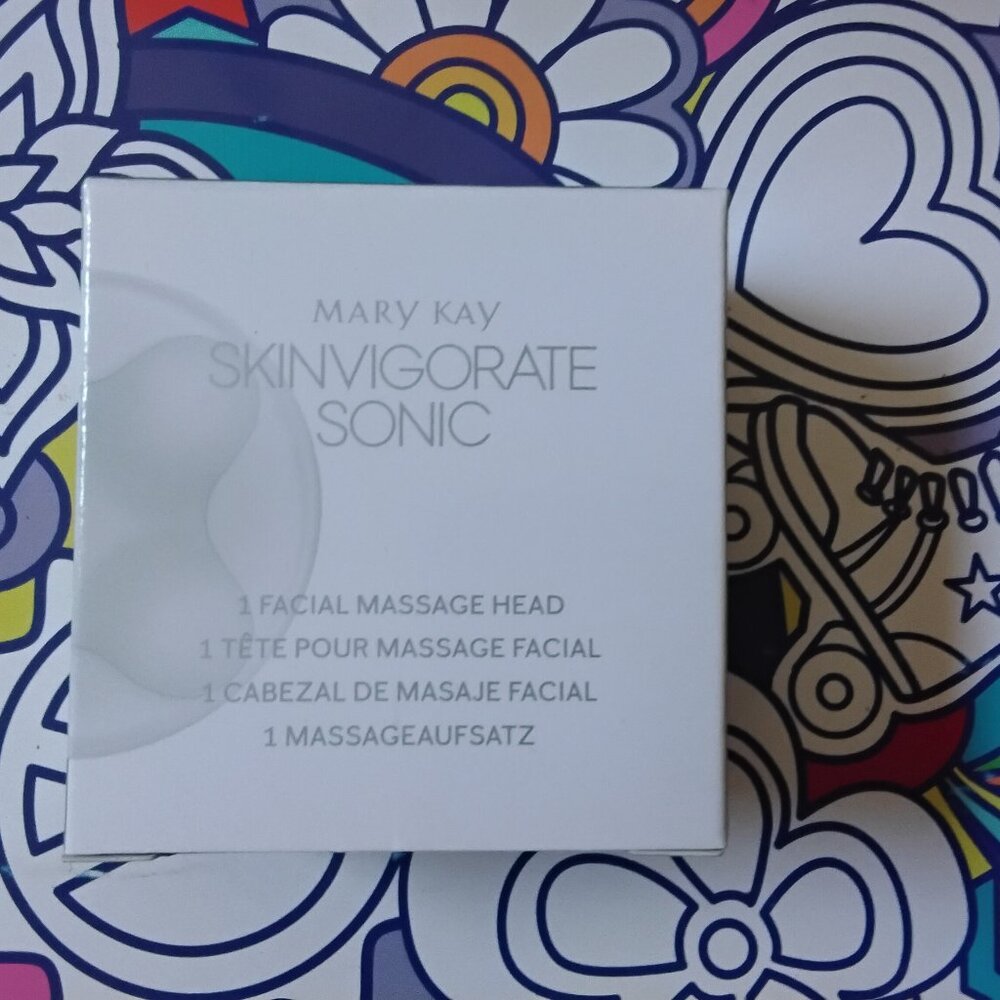 MARY KAY
SKINVIGORATE
SONIC
1 FACIAL MASSAGE HEAD
1 TÊTE POUR MASSAGE FACIAL
1 CABEZAL DE MASAJE FACIAL
1 MASSAGEAUFSATZ